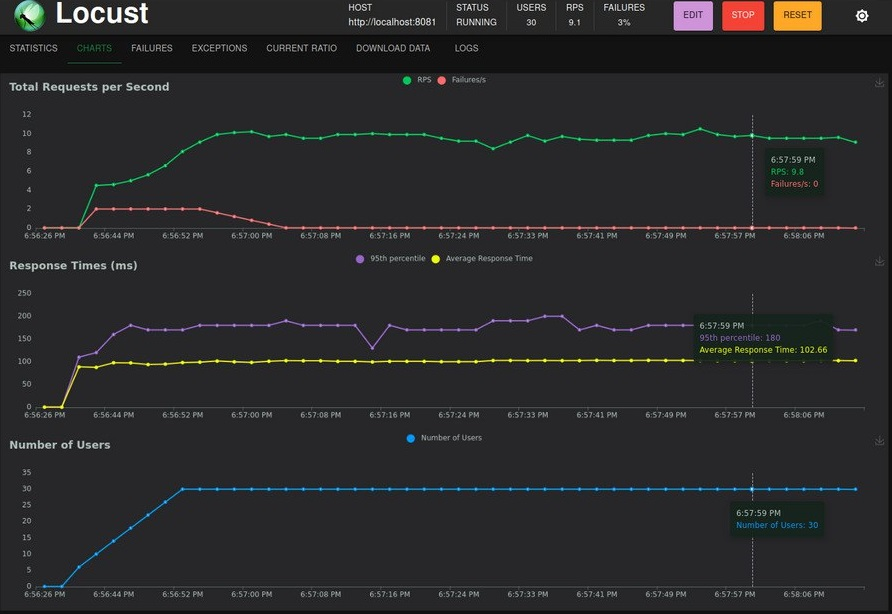 Locust
HOST
http://localhost:8081
STATUS
RUNNING
USERS
30
RPS
9.1
FAILURES
3%
EDIT
STOP
RESET
STATISTICS
CHARTS
FAILURES
EXCEPTIONS
CURRENT RATIO
DOWNLOAD DATA
LOGS
Total Requests per Second
RPS
Failures/s
12
10
8
6
4
2
0
6:57:59 PM
RPS: 9.8
Failures/s: 0
6:56:26 PM
6:56:44 PM
6:56:52 PM
6:57:00 PM
6:57:08 PM
6:57:16 PM
6:57:24 PM
6:57:33 PM
6:57:41 PM
6:57:49 PM
6:57:57 PM
6:58:06 PM
Response Times (ms)
95th percentile
Average Response Time
250
200
150
100
50
0
6:57:59 PM
95th percentile: 180
Average Response Time: 102.66
6:56:26 PM
6:56:44 PM
6:56:52 PM
6:57:00 PM
6:57:08 PM
6:57:16 PM
6:57:24 PM
6:57:33 PM
6:57:41 PM
6:57:49 PM
6:57:57 PM
6:58:06 PM
Number of Users
Number of Users
35
30
25
20
15
10
5
0
6:57:59 PM
Number of Users: 30
6:56:26 PM
6:56:44 PM
6:56:52 PM
6:57:00 PM
6:57:08 PM
6:57:16 PM
6:57:24 PM
6:57:33 PM
6:57:41 PM
6:57:49 PM
6:57:57 PM
6:58:06 PM